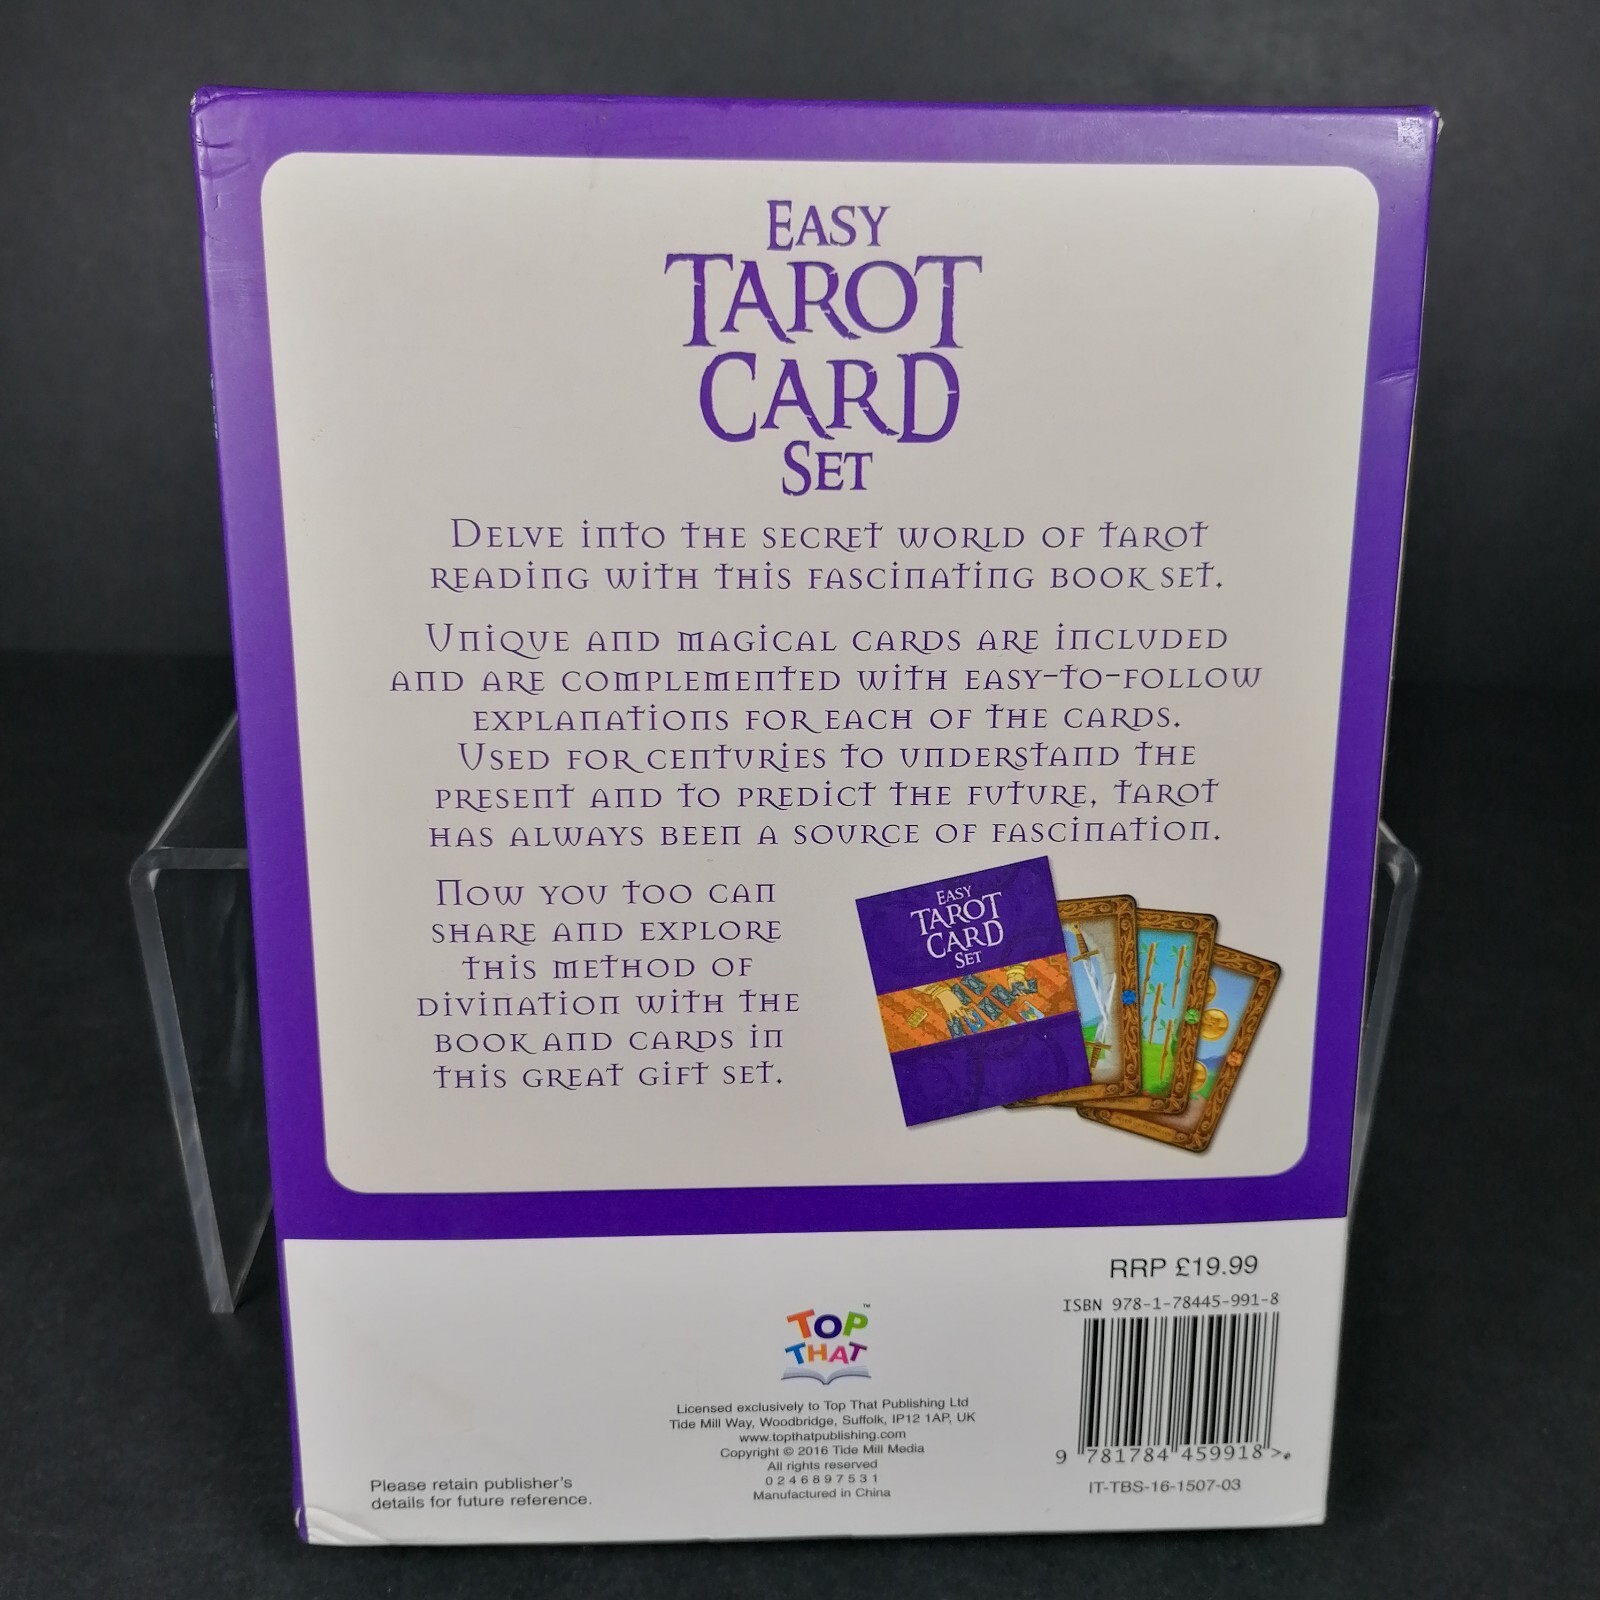 EASY
TAROT
CARD
SET
DELVE INTO THE SECRET WORLD OF TAROT
READING WITH THIS FASCINATING BOOK SET.
UNIQUE AND MAGICAL CARDS ARE INCLUDED
AND ARE COMPLEMENTED WITH EASY-TO-FOLLOW
EXPLANATIONS FOR EACH OF THE CARDS.
USED FOR CENTURIES TO UNDERSTAND THE
PRESENT AND TO PREDICT THE FUTURE, TAROT
HAS ALWAYS BEEN A SOURCE OF FASCINATION.
NOW YOU TOO CAN
SHARE AND EXPLORE
THIS METHOD OF
DIVINATION WITH THE
BOOK AND CARDS IN
THIS GREAT GIFT SET.
EASY
TAROT
CARD
SET
RRP £19.99
ISBN 978-1-78445-991-8
9 781784 459918 >
IT-TBS-16-1507-03
TOP
THAT
™
Licensed exclusively to Top That Publishing Ltd
Tide Mill Way, Woodbridge, Suffolk, IP12 1AP, UK
www.topthatpublishing.com
Copyright © 2016 Tide Mill Media
All rights reserved
0 2 4 6 8 9 7 5 3 1
Manufactured in China
Please retain publisher's
details for future reference.